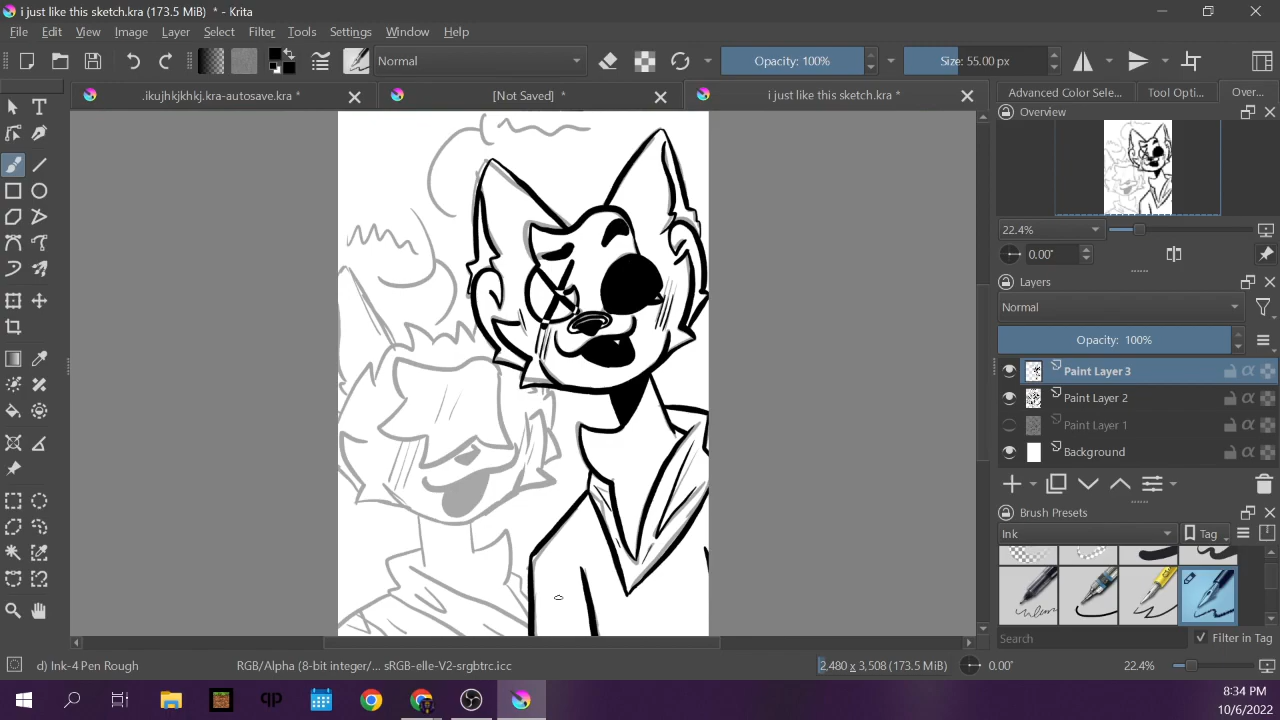 i just like this sketch.kra (173.5 MiB)  * - Krita
File Edit View Image Layer Select Filter Tools Settings Window Help
Normal Opacity: 100% Size: 55.00 px
.ikujhkjkhkj.kra-autosave.kra * [Not Saved]  * i just like this sketch.kra * Advanced Color Sele... Tool Opti... Over...
Overview
22.4%
0.00°
Layers
Normal
Opacity:  100%
Paint Layer 3
Paint Layer 2
Paint Layer 1
Background
Brush Presets
Ink Tag
Search Filter in Tag
d) Ink-4 Pen Rough RGB/Alpha (8-bit integer/... sRGB-elle-V2-srgbtrc.icc 2,480 x 3,508 (173.5 MiB) 0.00° 22.4%
qp
8:34 PM
10/6/2022